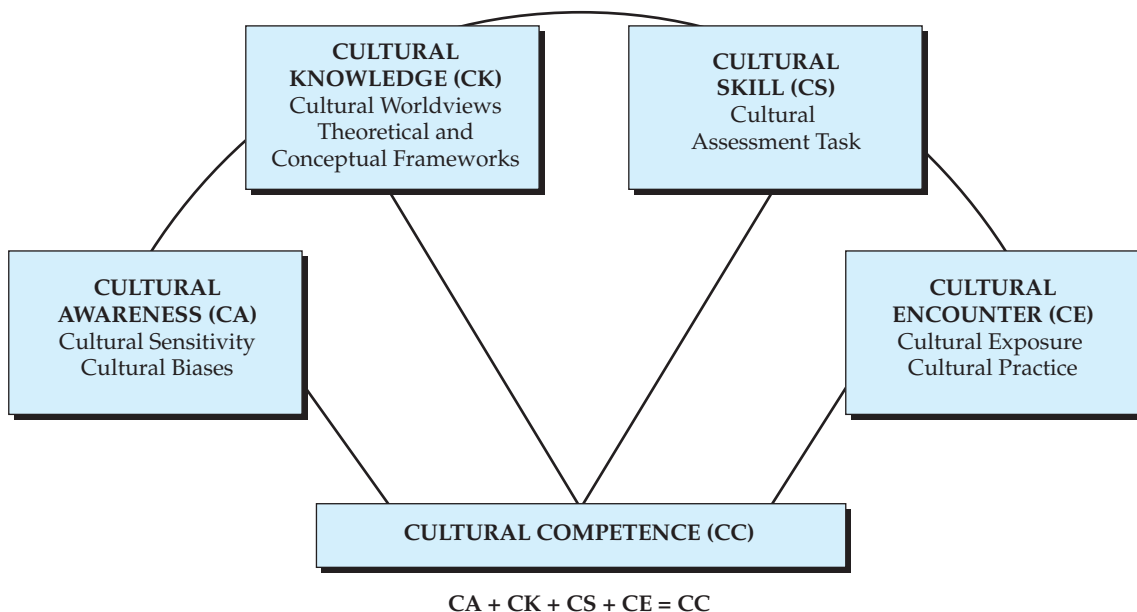 CULTURAL
KNOWLEDGE (CK)
Cultural Worldviews
Theoretical and
Conceptual Frameworks
CULTURAL
SKILL (CS)
Cultural
Assessment Task
CULTURAL
AWARENESS (CA)
Cultural Sensitivity
Cultural Biases
CULTURAL
ENCOUNTER (CE)
Cultural Exposure
Cultural Practice
CULTURAL COMPETENCE (CC)
CA + CK + CS + CE = CC